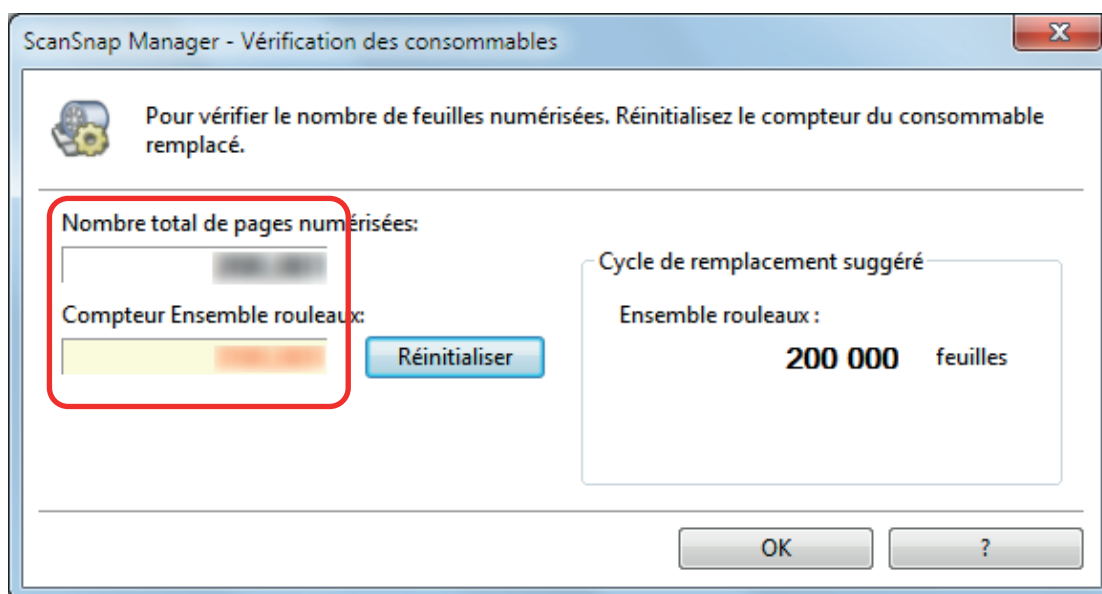 ScanSnap Manager - Vérification des consommables
Pour vérifier le nombre de feuilles numérisées. Réinitialisez le compteur du consommable
remplacé.
Nombre total de pages numérisées:
Compteur Ensemble rouleaux:
Réinitialiser
Cycle de remplacement suggéré
Ensemble rouleaux :
200 000 feuilles
OK
?